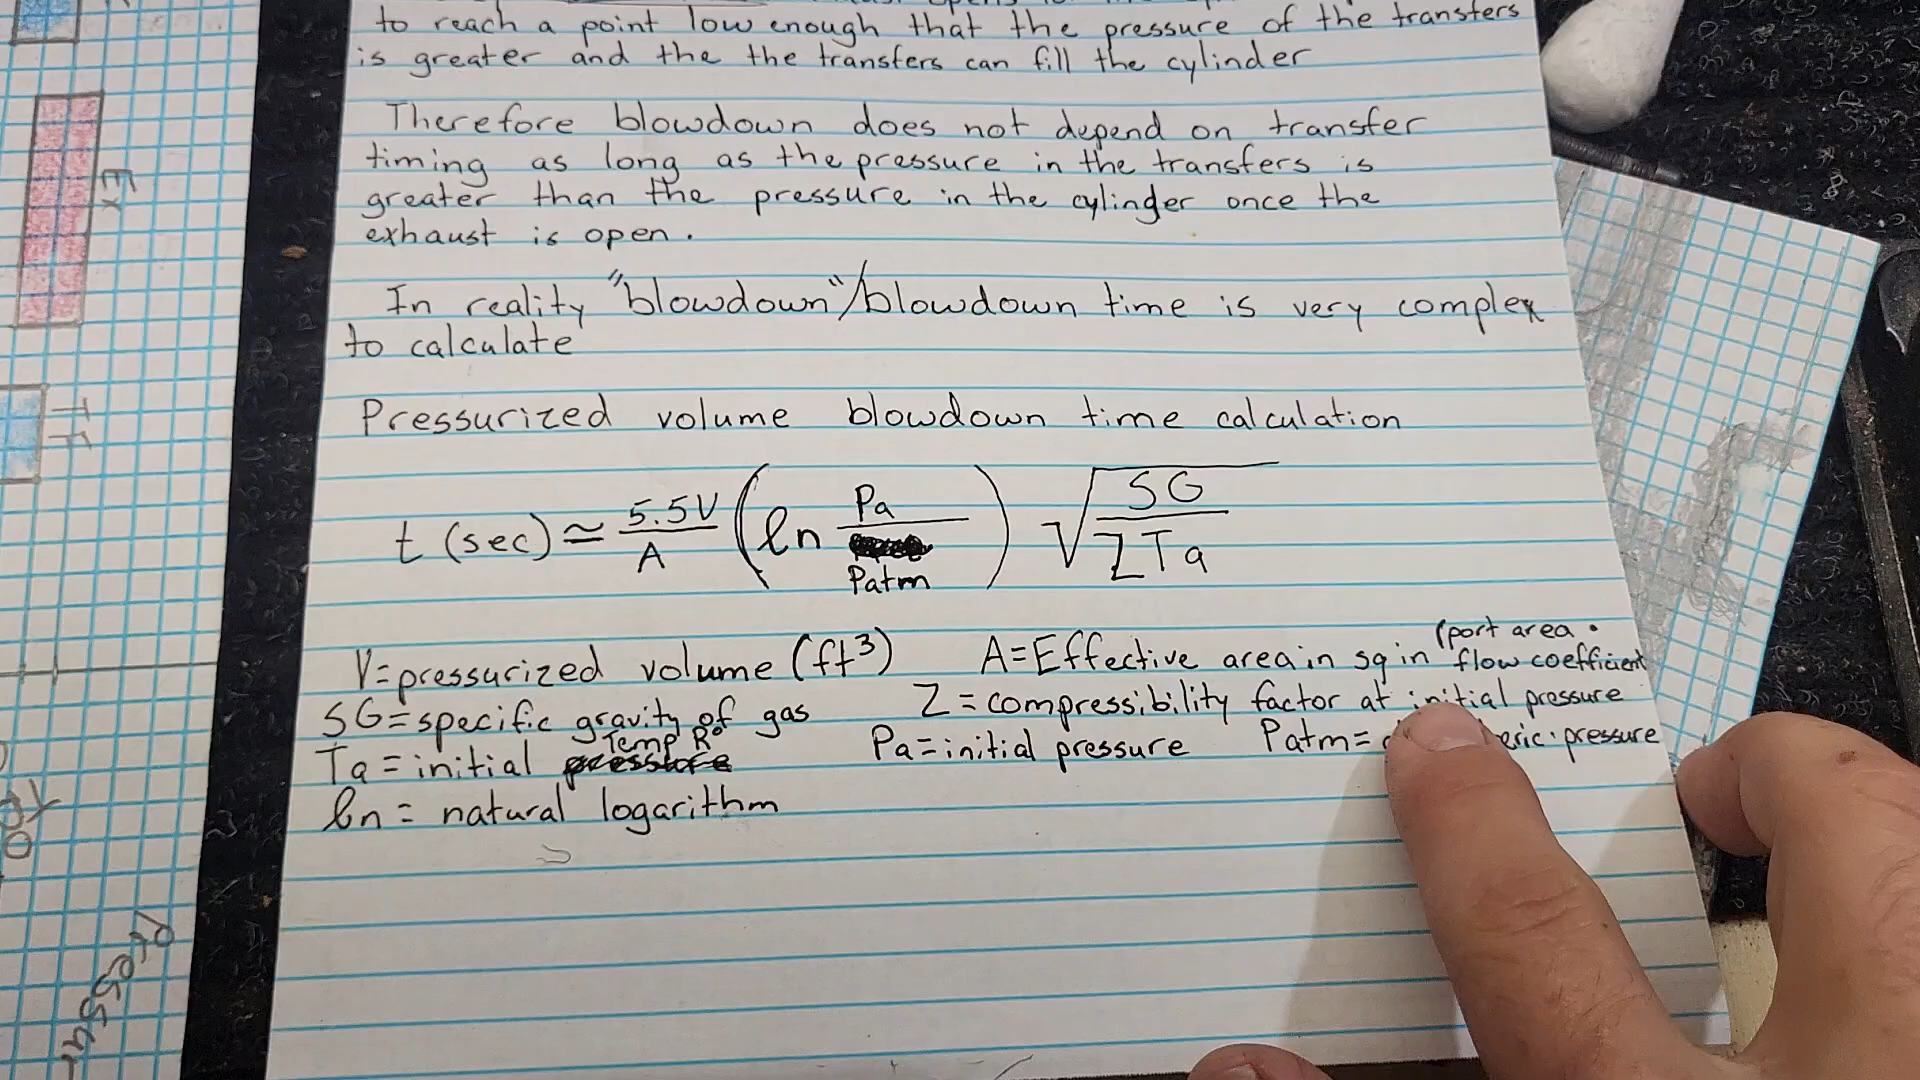 to reach a point low enough that the pressure of the transfers
is greater and the the transfers can fill the cylinder
Therefore blowdown does not depend on transfer
timing as long as the pressure in the transfers is
greater than the pressure in the cylinder once the
exhaust is open.
In reality "blowdown"/blowdown time is very complex
to calculate
Pressurized volume blowdown time calculation
t (sec) ≃ 5.5V/A (ln Pa/Patm) √(SG/ZTa)
V=pressurized volume (ft³) A=Effective area in sq in (port area · flow coefficient
SG=specific gravity of gas Z=compressibility factor at initial pressure
Ta=initial Temp R° Pa=initial pressure Patm= pressure
ln = natural logarithm
Ex
TF